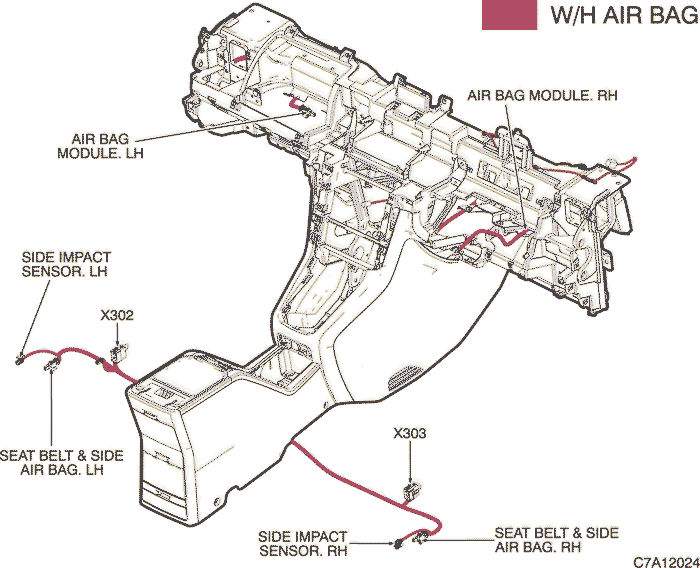 W/H AIR BAG
AIR BAG MODULE. RH
AIR BAG
MODULE. LH
SIDE IMPACT
SENSOR. LH
X302
SEAT BELT & SIDE
AIR BAG. LH
X303
SIDE IMPACT
SENSOR. RH
SEAT BELT & SIDE
AIR BAG. RH
C7A12024